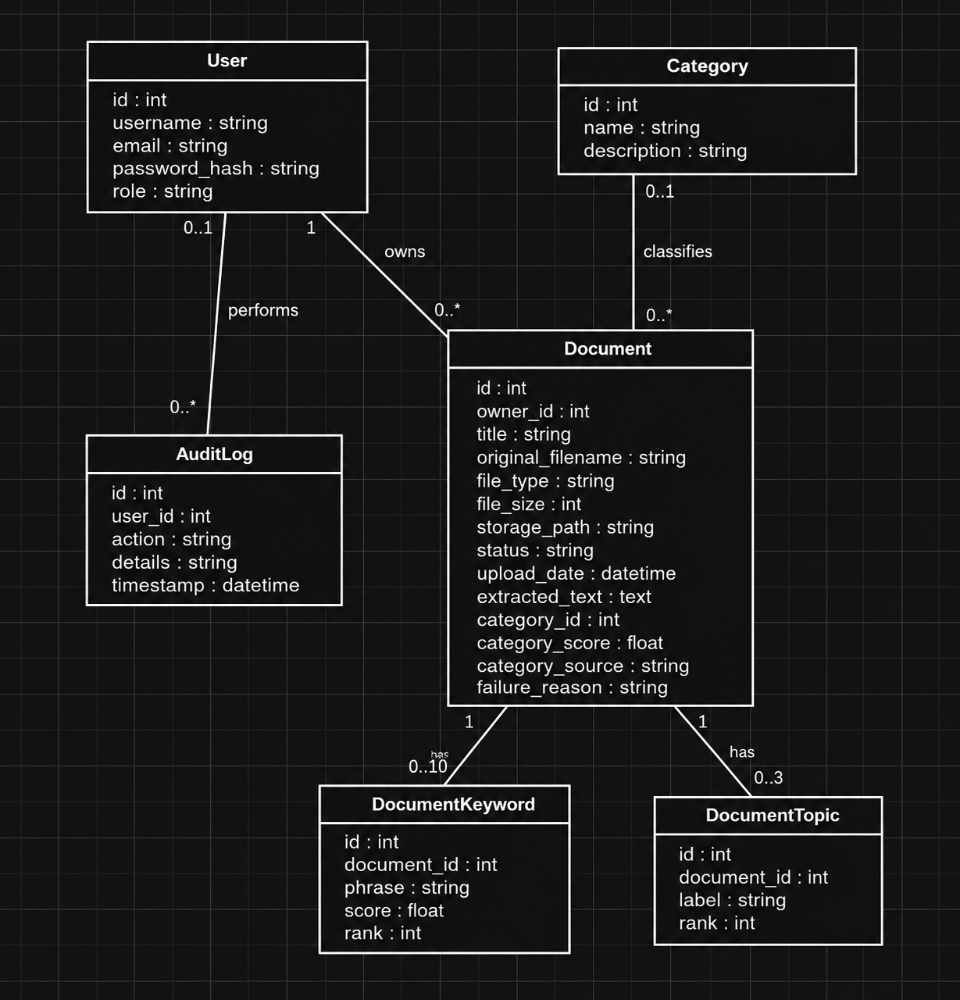 User
id : int
username : string
email : string
password_hash : string
role : string
Category
id : int
name : string
description : string
0..1
1
owns
0..*
performs
0..*
0..1
classifies
0..*
AuditLog
id : int
user_id : int
action : string
details : string
timestamp : datetime
Document
id : int
owner_id : int
title : string
original_filename : string
file_type : string
file_size : int
storage_path : string
status : string
upload_date : datetime
extracted_text : text
category_id : int
category_score : float
category_source : string
failure_reason : string
1
has
0..10
1
has
0..3
DocumentKeyword
id : int
document_id : int
phrase : string
score : float
rank : int
DocumentTopic
id : int
document_id : int
label : string
rank : int